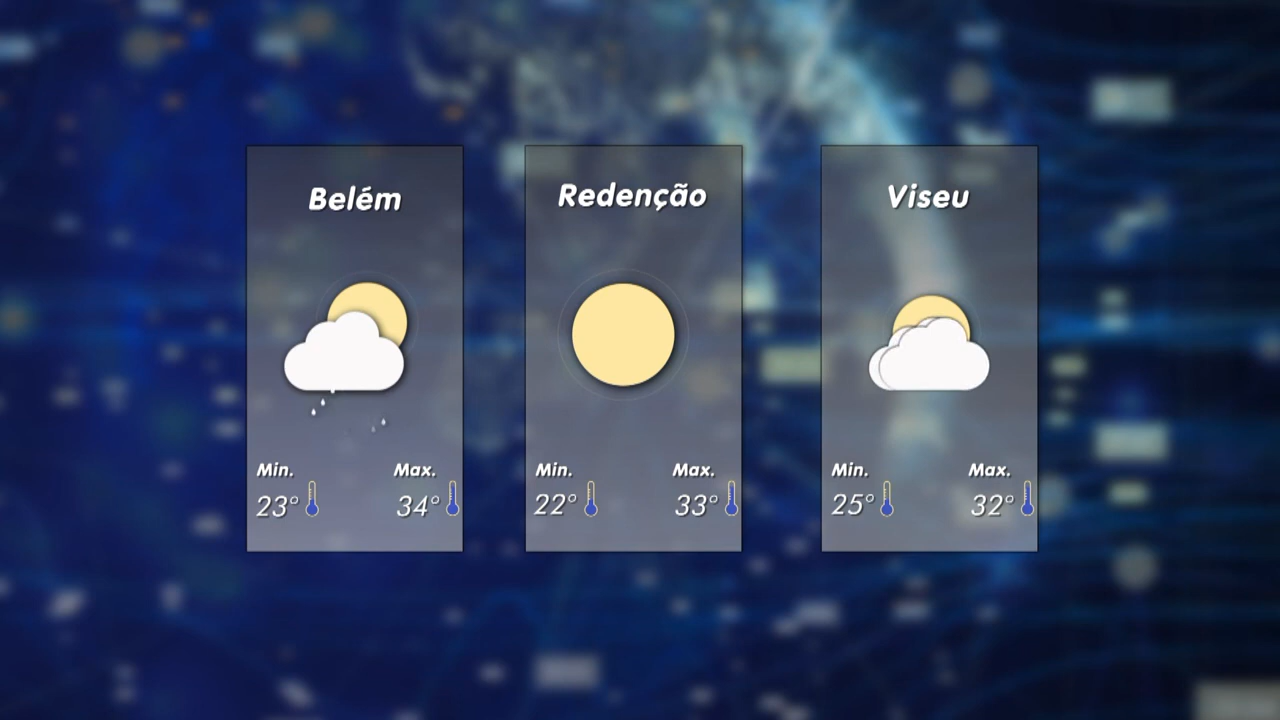 Belém
Min. Max.
23° 34°
Redenção
Min. Max.
22° 33°
Viseu
Min. Max.
25° 32°